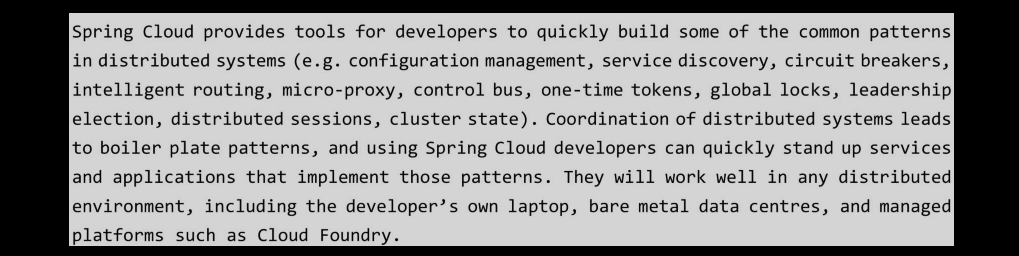 Spring Cloud provides tools for developers to quickly build some of the common patterns
in distributed systems (e.g. configuration management, service discovery, circuit breakers,
intelligent routing, micro-proxy, control bus, one-time tokens, global locks, leadership
election, distributed sessions, cluster state). Coordination of distributed systems leads
to boiler plate patterns, and using Spring Cloud developers can quickly stand up services
and applications that implement those patterns. They will work well in any distributed
environment, including the developer’s own laptop, bare metal data centres, and managed
platforms such as Cloud Foundry.